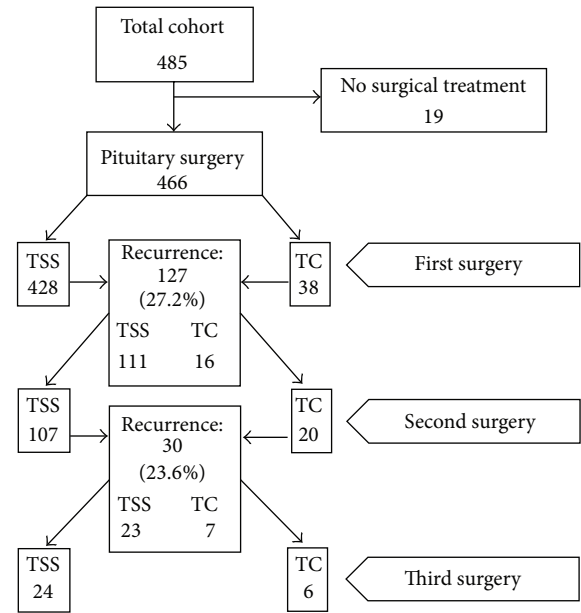 Total cohort
485
No surgical treatment
19
Pituitary surgery
466
TSS
428
Recurrence:
127
(27.2%)
TSS TC
111 16
TC
38
First surgery
TSS
107
Recurrence:
30
(23.6%)
TSS TC
23 7
TC
20
Second surgery
TSS
24
TC
6
Third surgery